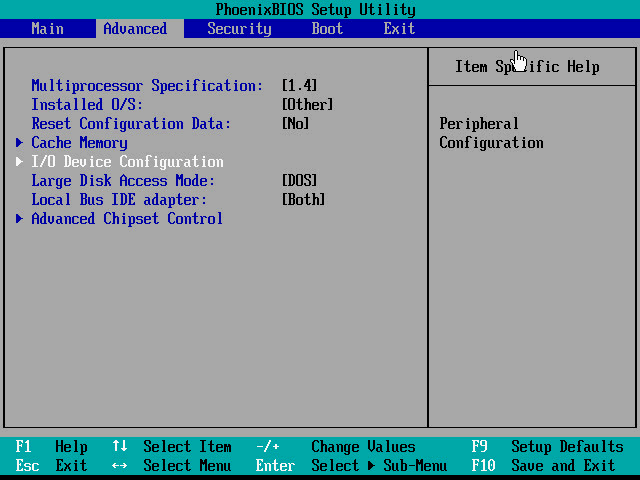 PhoenixBIOS Setup Utility
Main Advanced Security Boot Exit
Item Specific Help
Multiprocessor Specification: [1.4]
Installed O/S: [Other]
Reset Configuration Data: [No]
Cache Memory
I/O Device Configuration
Large Disk Access Mode: [DOS]
Local Bus IDE adapter: [Both]
Advanced Chipset Control
Peripheral
Configuration
F1 Help ↑↓ Select Item -/+ Change Values F9 Setup Defaults
Esc Exit ↔ Select Menu Enter Select ▶ Sub-Menu F10 Save and Exit